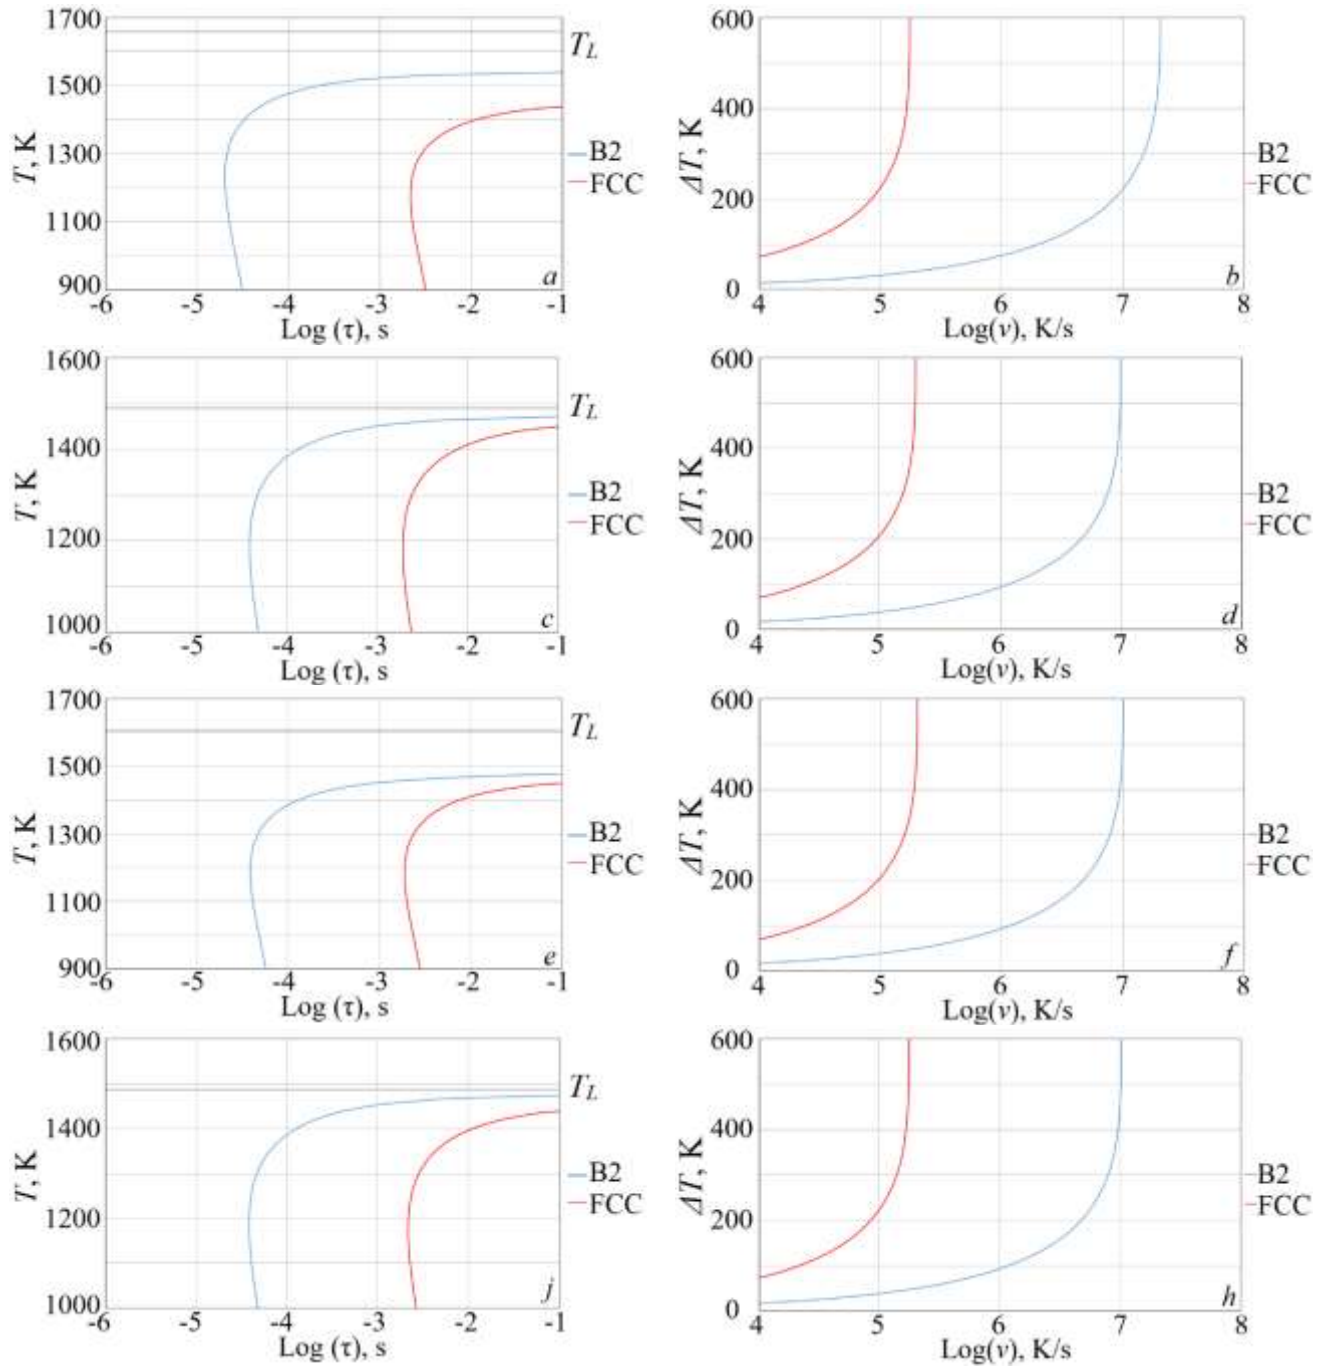 1700
1500
1300
1100
900
T, K
-6
-5
-4
-3
-2
-1
Log (τ), s
T_L
B2
FCC
a
600
400
200
0
ΔT, K
4
5
6
7
8
Log(v), K/s
B2
FCC
b
1600
1400
1200
1000
T, K
-6
-5
-4
-3
-2
-1
Log (τ), s
T_L
B2
FCC
c
600
400
200
0
ΔT, K
4
5
6
7
8
Log(v), K/s
B2
FCC
d
1700
1500
1300
1100
900
T, K
-6
-5
-4
-3
-2
-1
Log (τ), s
T_L
B2
FCC
e
600
400
200
0
ΔT, K
4
5
6
7
8
Log(v), K/s
B2
FCC
f
1600
1400
1200
1000
T, K
-6
-5
-4
-3
-2
-1
Log (τ), s
T_L
B2
FCC
j
600
400
200
0
ΔT, K
4
5
6
7
8
Log(v), K/s
B2
FCC
h